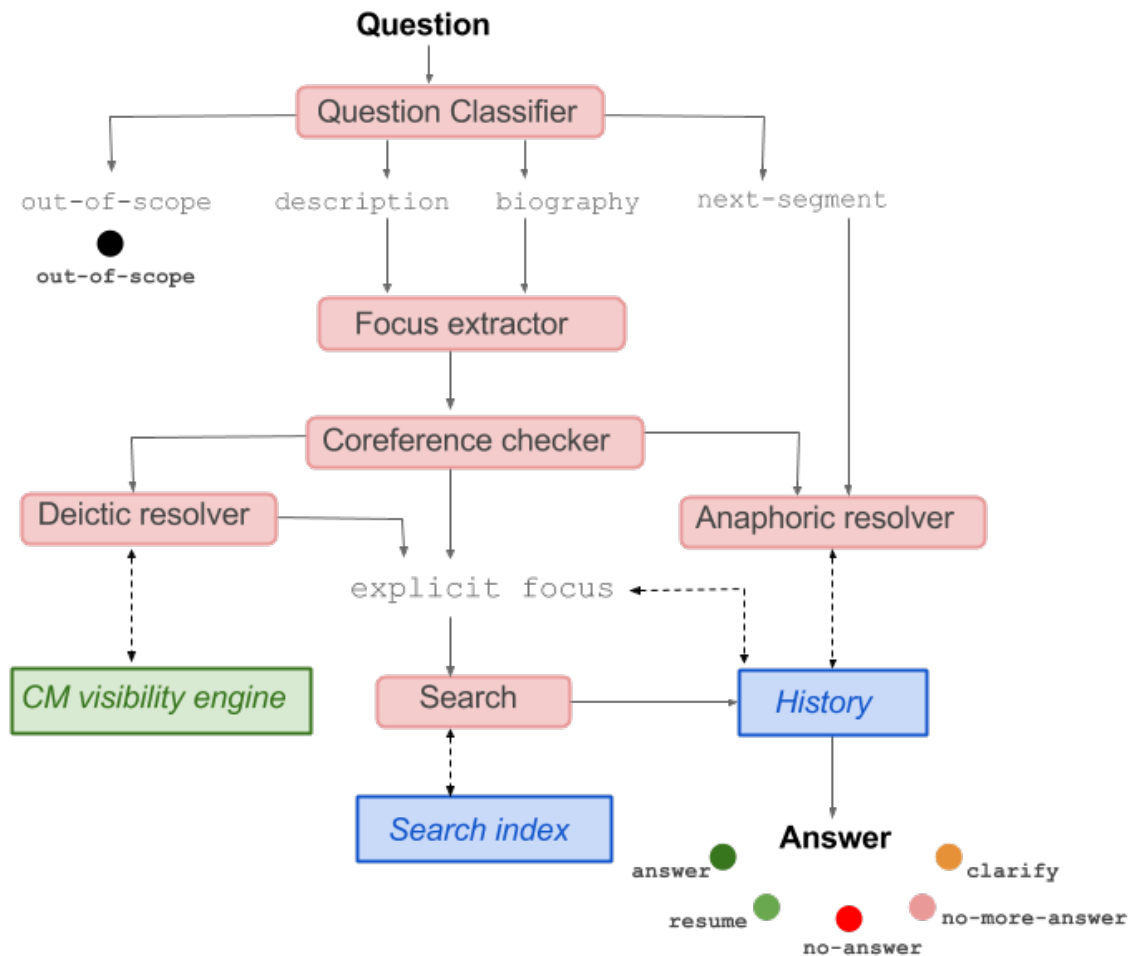 Question
Question Classifier
out-of-scope
description
biography
next-segment
out-of-scope
Focus extractor
Coreference checker
Deictic resolver
Anaphoric resolver
explicit focus
CM visibility engine
Search
History
Search index
Answer
answer
clarify
resume
no-more-answer
no-answer